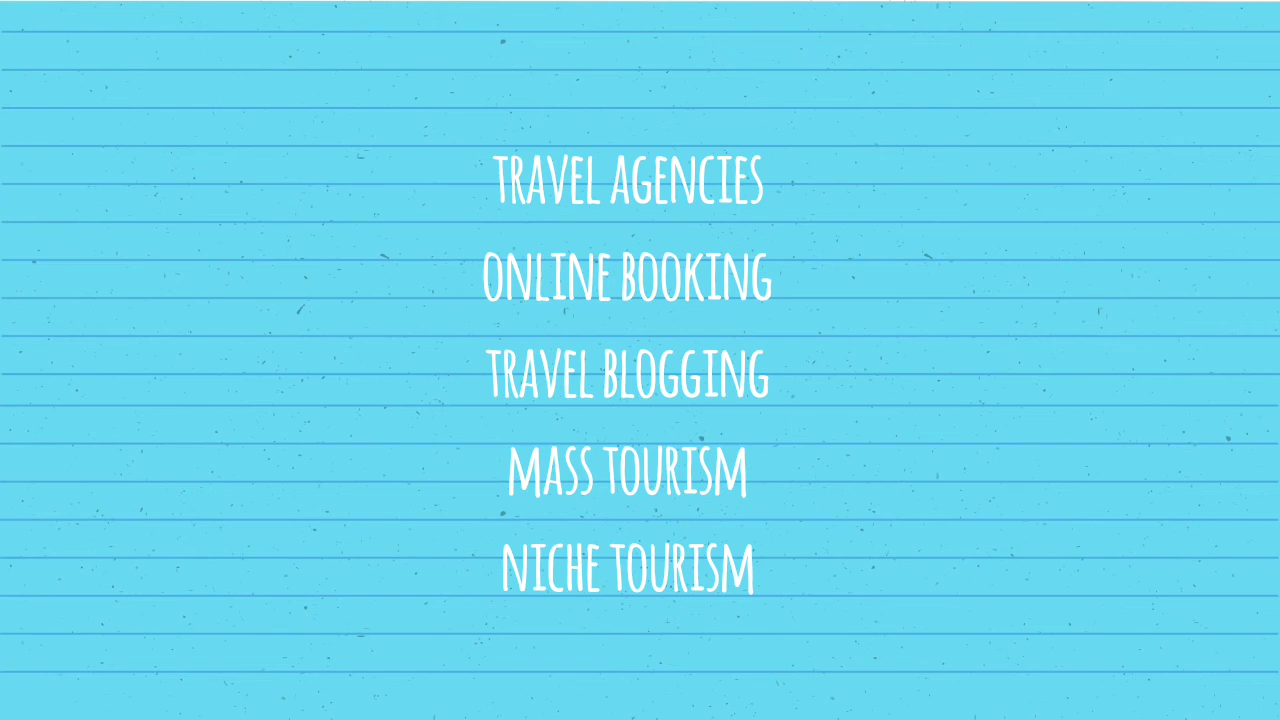 TRAVEL AGENCIES
ONLINE BOOKING
TRAVEL BLOGGING
MASS TOURISM
NICHE TOURISM